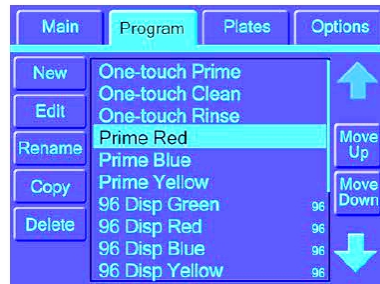 Main Program Plates Options
New
Edit
Rename
Copy
Delete
One-touch Prime
One-touch Clean
One-touch Rinse
Prime Red
Prime Blue
Prime Yellow
96 Disp Green 96
96 Disp Red 96
96 Disp Blue 96
96 Disp Yellow 96
Move
Up
Move
Down